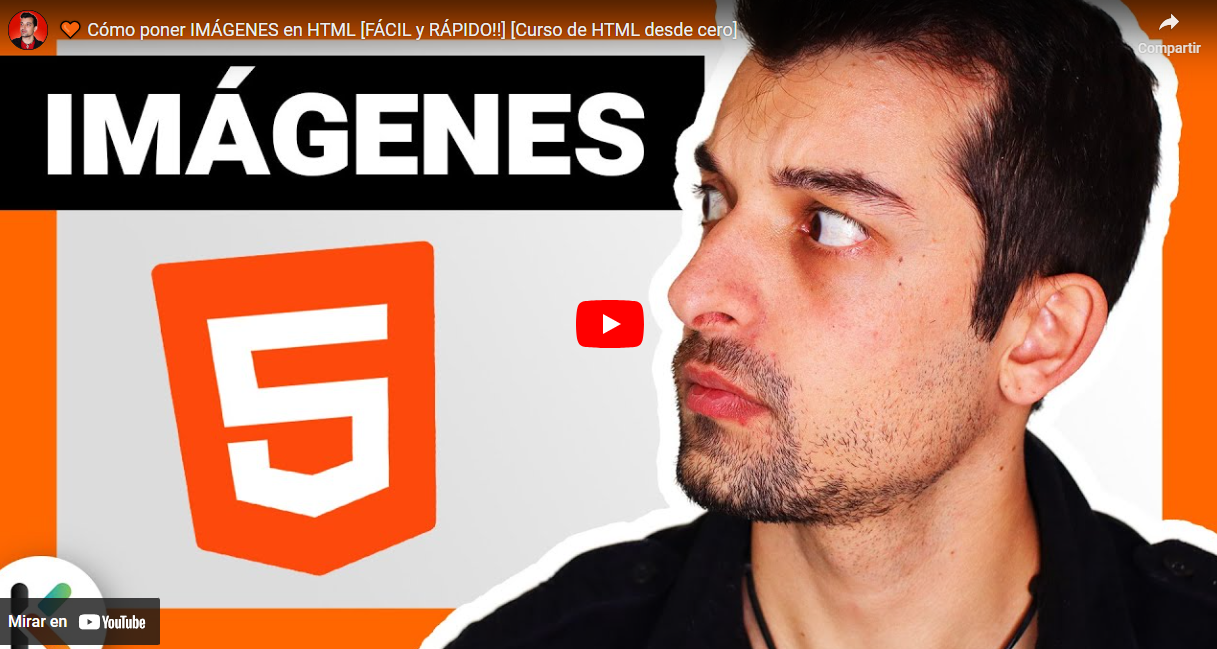 🧡 Cómo poner IMÁGENES en HTML [FÁCIL y RÁPIDO!!] [Curso de HTML desde cero]
Compartir
IMÁGENES
5
K
Mirar en YouTube